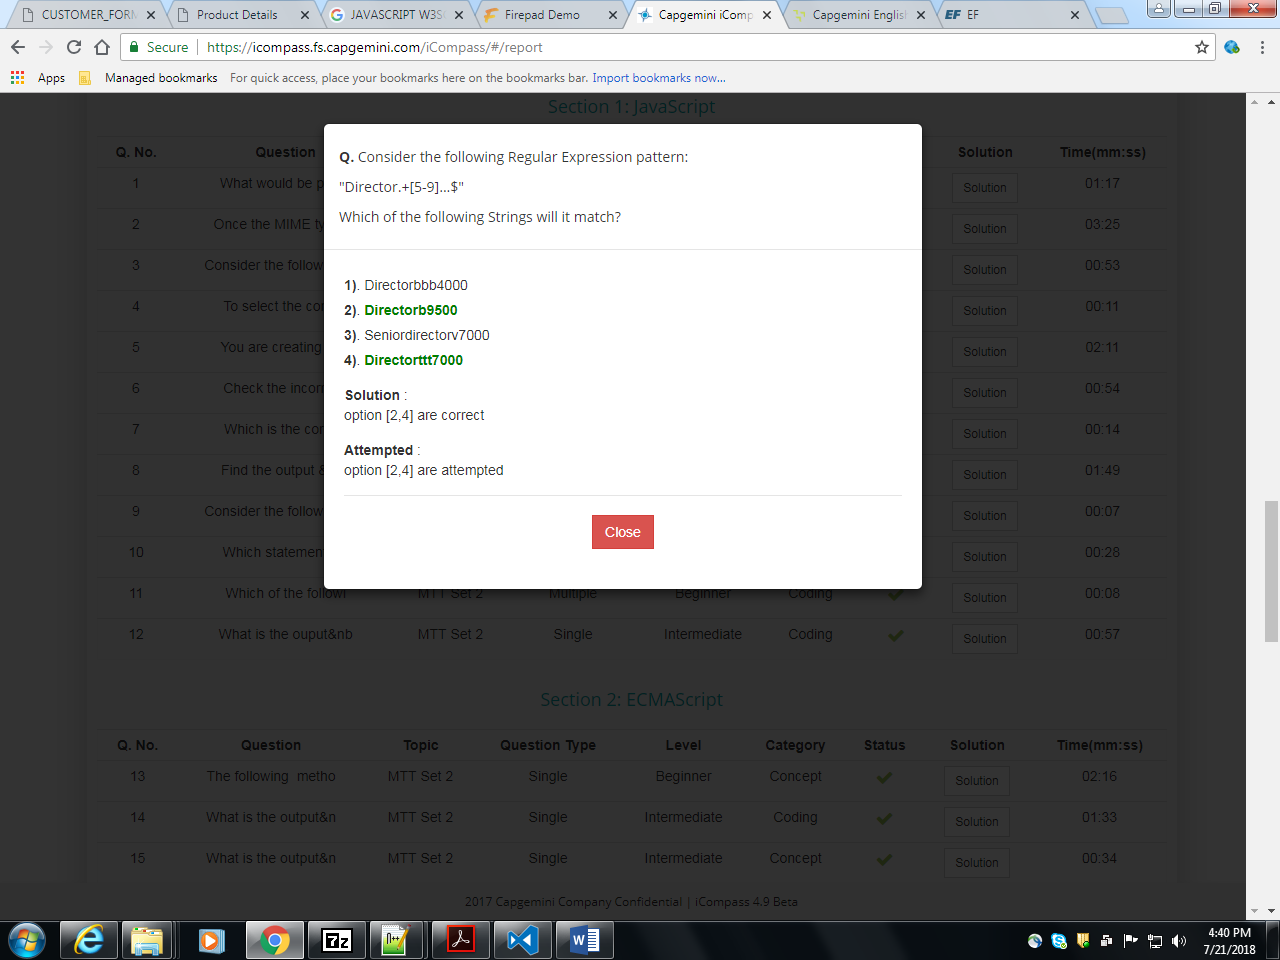 CUSTOMER_FORM
Product Details
JAVASCRIPT W3S
Firepad Demo
Capgemini iComp
Capgemini English
EF EF
Secure https://icompass.fs.capgemini.com/iCompass/#/report
Apps Managed bookmarks For quick access, place your bookmarks here on the bookmarks bar. Import bookmarks now...
Section 1: JavaScript
Q. No. Question Solution Time(mm:ss)
1 What would be p Solution 01:17
2 Once the MIME ty Solution 03:25
3 Consider the follow Solution 00:53
4 To select the cor Solution 00:11
5 You are creating Solution 02:11
6 Check the incor Solution 00:54
7 Which is the cor Solution 00:14
8 Find the output & Solution 01:49
9 Consider the follow Solution 00:07
10 Which statemen Solution 00:28
11 Which of the followi MTT Set 2 Multiple Beginner Coding Solution 00:08
12 What is the ouput&nb MTT Set 2 Single Intermediate Coding Solution 00:57
Q. Consider the following Regular Expression pattern:
"Director.+[5-9]...$"
Which of the following Strings will it match?
1). Directorbbb4000
2). Directorb9500
3). Seniordirectorv7000
4). Directorttt7000
Solution :
option [2,4] are correct
Attempted :
option [2,4] are attempted
Close
Section 2: ECMAScript
Q. No. Question Topic Question Type Level Category Status Solution Time(mm:ss)
13 The following metho MTT Set 2 Single Beginner Concept Solution 02:16
14 What is the output&n MTT Set 2 Single Intermediate Coding Solution 01:33
15 What is the output&n MTT Set 2 Single Intermediate Concept Solution 00:34
2017 Capgemini Company Confidential | iCompass 4.9 Beta
4:40 PM
7/21/2018